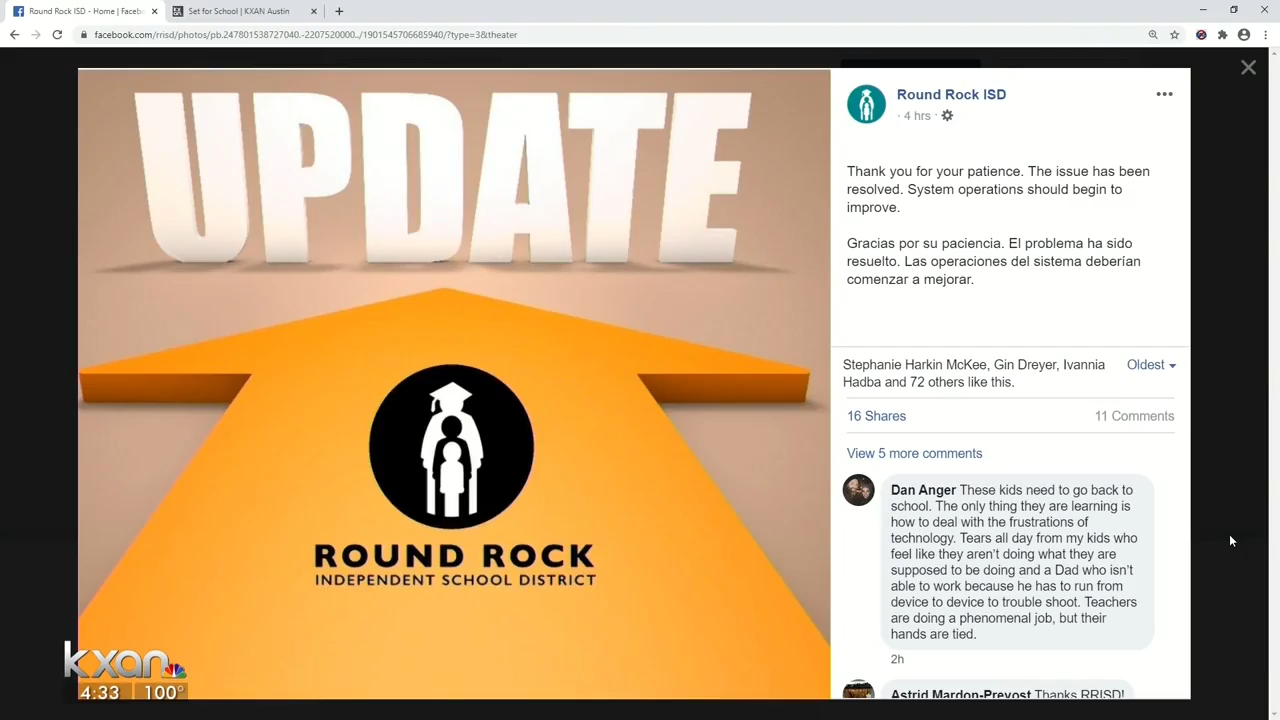 Round Rock ISD - Home | Faceb
Set for School | KXAN Austin
facebook.com/rrisd/photos/pb.247801538727040.-2207520000../1901545706685940/?type=3&theater
UPDATE
ROUND ROCK
INDEPENDENT SCHOOL DISTRICT
Round Rock ISD
· 4 hrs ·
Thank you for your patience. The issue has been
resolved. System operations should begin to
improve.
Gracias por su paciencia. El problema ha sido
resuelto. Las operaciones del sistema deberían
comenzar a mejorar.
Stephanie Harkin McKee, Gin Dreyer, Ivannia
Hadba and 72 others like this.
Oldest
16 Shares
11 Comments
View 5 more comments
Dan Anger These kids need to go back to
school. The only thing they are learning is
how to deal with the frustrations of
technology. Tears all day from my kids who
feel like they aren't doing what they are
supposed to be doing and a Dad who isn't
able to work because he has to run from
device to device to trouble shoot. Teachers
are doing a phenomenal job, but their
hands are tied.
2h
Astrid Mardon-Prevost Thanks RRISD!
kxan
4:33 100°